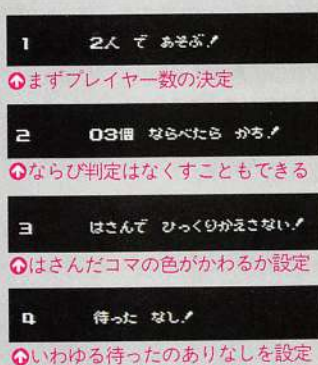 1 2人 で あそぶ!
まずプレイヤー数の決定
2 03個 ならべたら かち!
ならび判定はなくすこともできる
3 はさんで ひっくりかえさない!
はさんだコマの色がかわるか設定
4 待った なし!
いわゆる待ったのありなしを設定